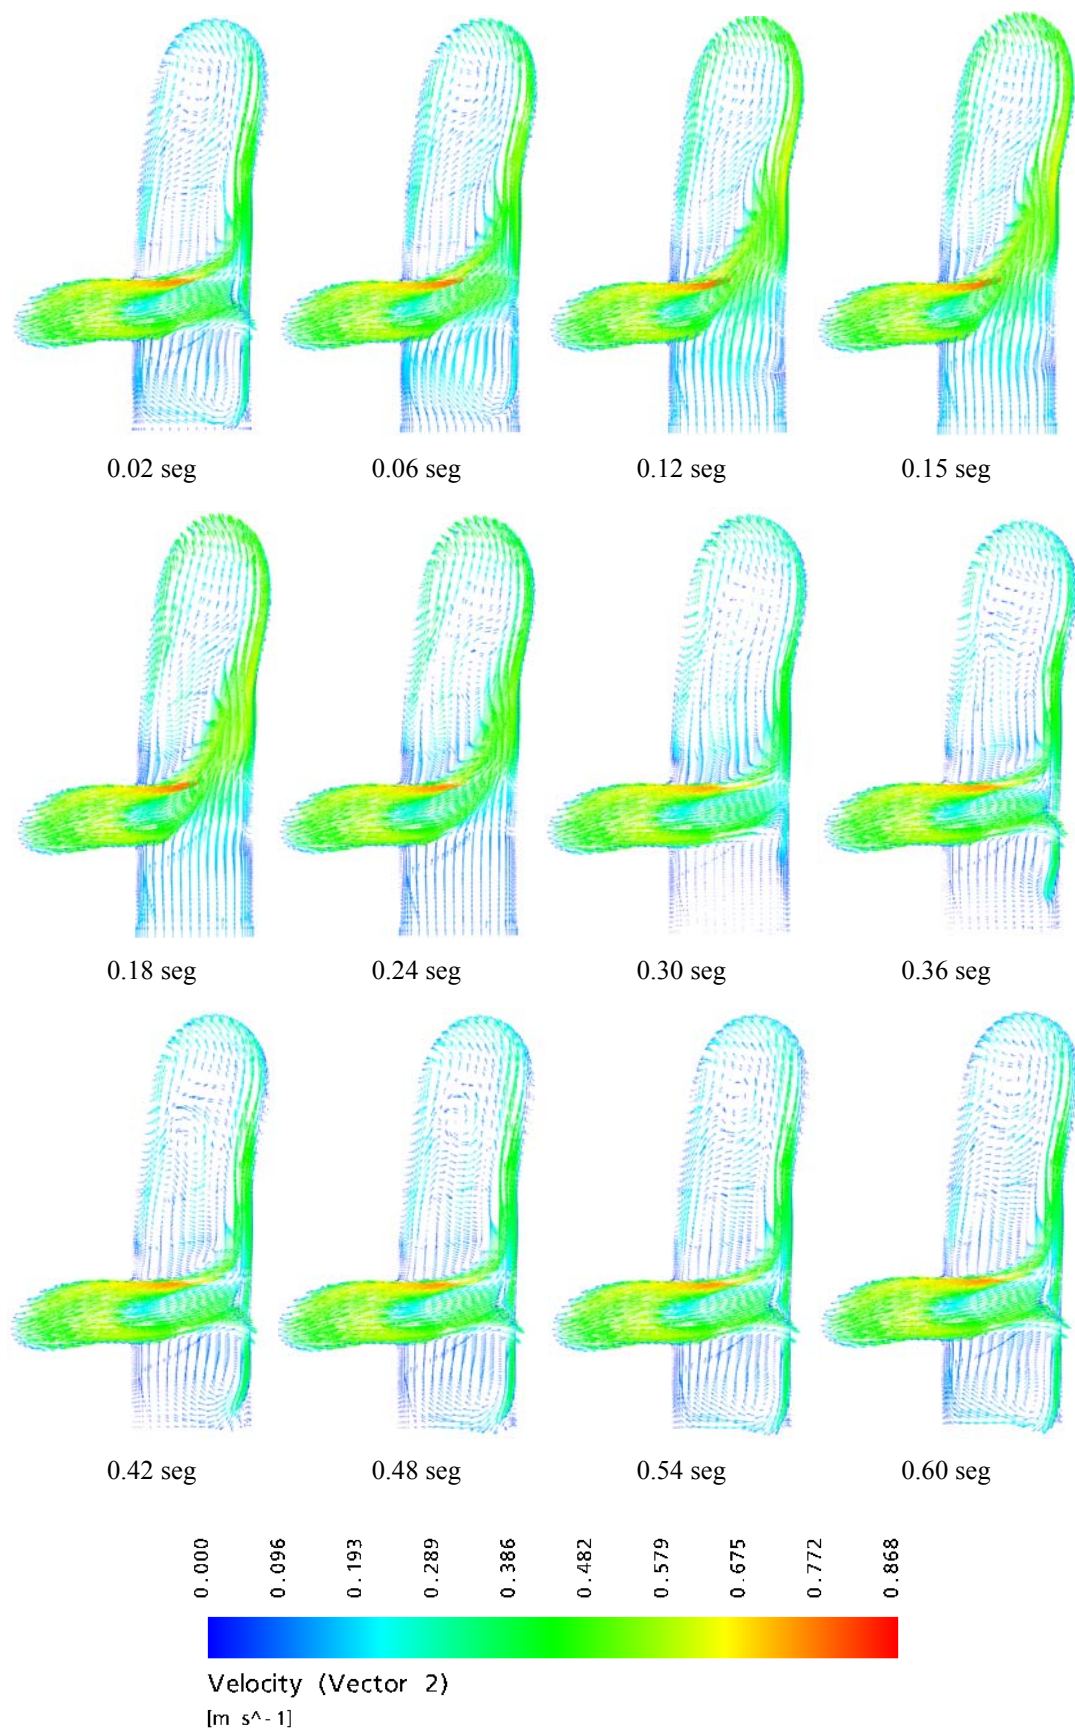 0.02 seg 0.06 seg 0.12 seg 0.15 seg
0.18 seg 0.24 seg 0.30 seg 0.36 seg
0.42 seg 0.48 seg 0.54 seg 0.60 seg
0.000 0.096 0.193 0.289 0.386 0.482 0.579 0.675 0.772 0.868
Velocity (Vector 2)
[m s^-1]